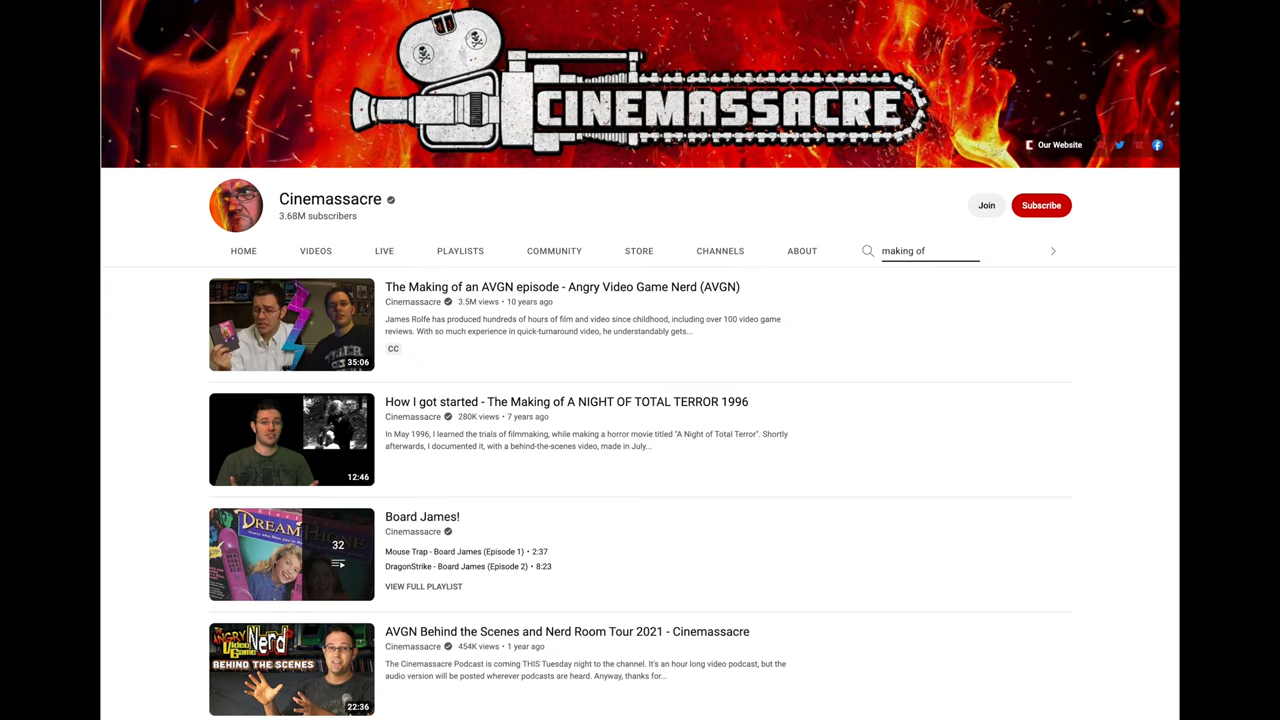 CINEMASSACRE
Our Website
Cinemassacre
3.68M subscribers
Join
Subscribe
HOME
VIDEOS
LIVE
PLAYLISTS
COMMUNITY
STORE
CHANNELS
ABOUT
making of
35:06
The Making of an AVGN episode - Angry Video Game Nerd (AVGN)
Cinemassacre 3.5M views • 10 years ago
James Rolfe has produced hundreds of hours of film and video since childhood, including over 100 video game
reviews. With so much experience in quick-turnaround video, he understandably gets...
CC
12:46
How I got started - The Making of A NIGHT OF TOTAL TERROR 1996
Cinemassacre 280K views • 7 years ago
In May 1996, I learned the trials of filmmaking, while making a horror movie titled "A Night of Total Terror". Shortly
afterwards, I documented it, with a behind-the-scenes video, made in July...
DREAM PHONE
32
Board James!
Cinemassacre
Mouse Trap - Board James (Episode 1) • 2:37
DragonStrike - Board James (Episode 2) • 8:23
VIEW FULL PLAYLIST
THE ANGRY Video Game Nerd
BEHIND THE SCENES
22:36
AVGN Behind the Scenes and Nerd Room Tour 2021 - Cinemassacre
Cinemassacre 454K views • 1 year ago
The Cinemassacre Podcast is coming THIS Tuesday night to the channel. It's an hour long video podcast, but the
audio version will be posted wherever podcasts are heard. Anyway, thanks for...